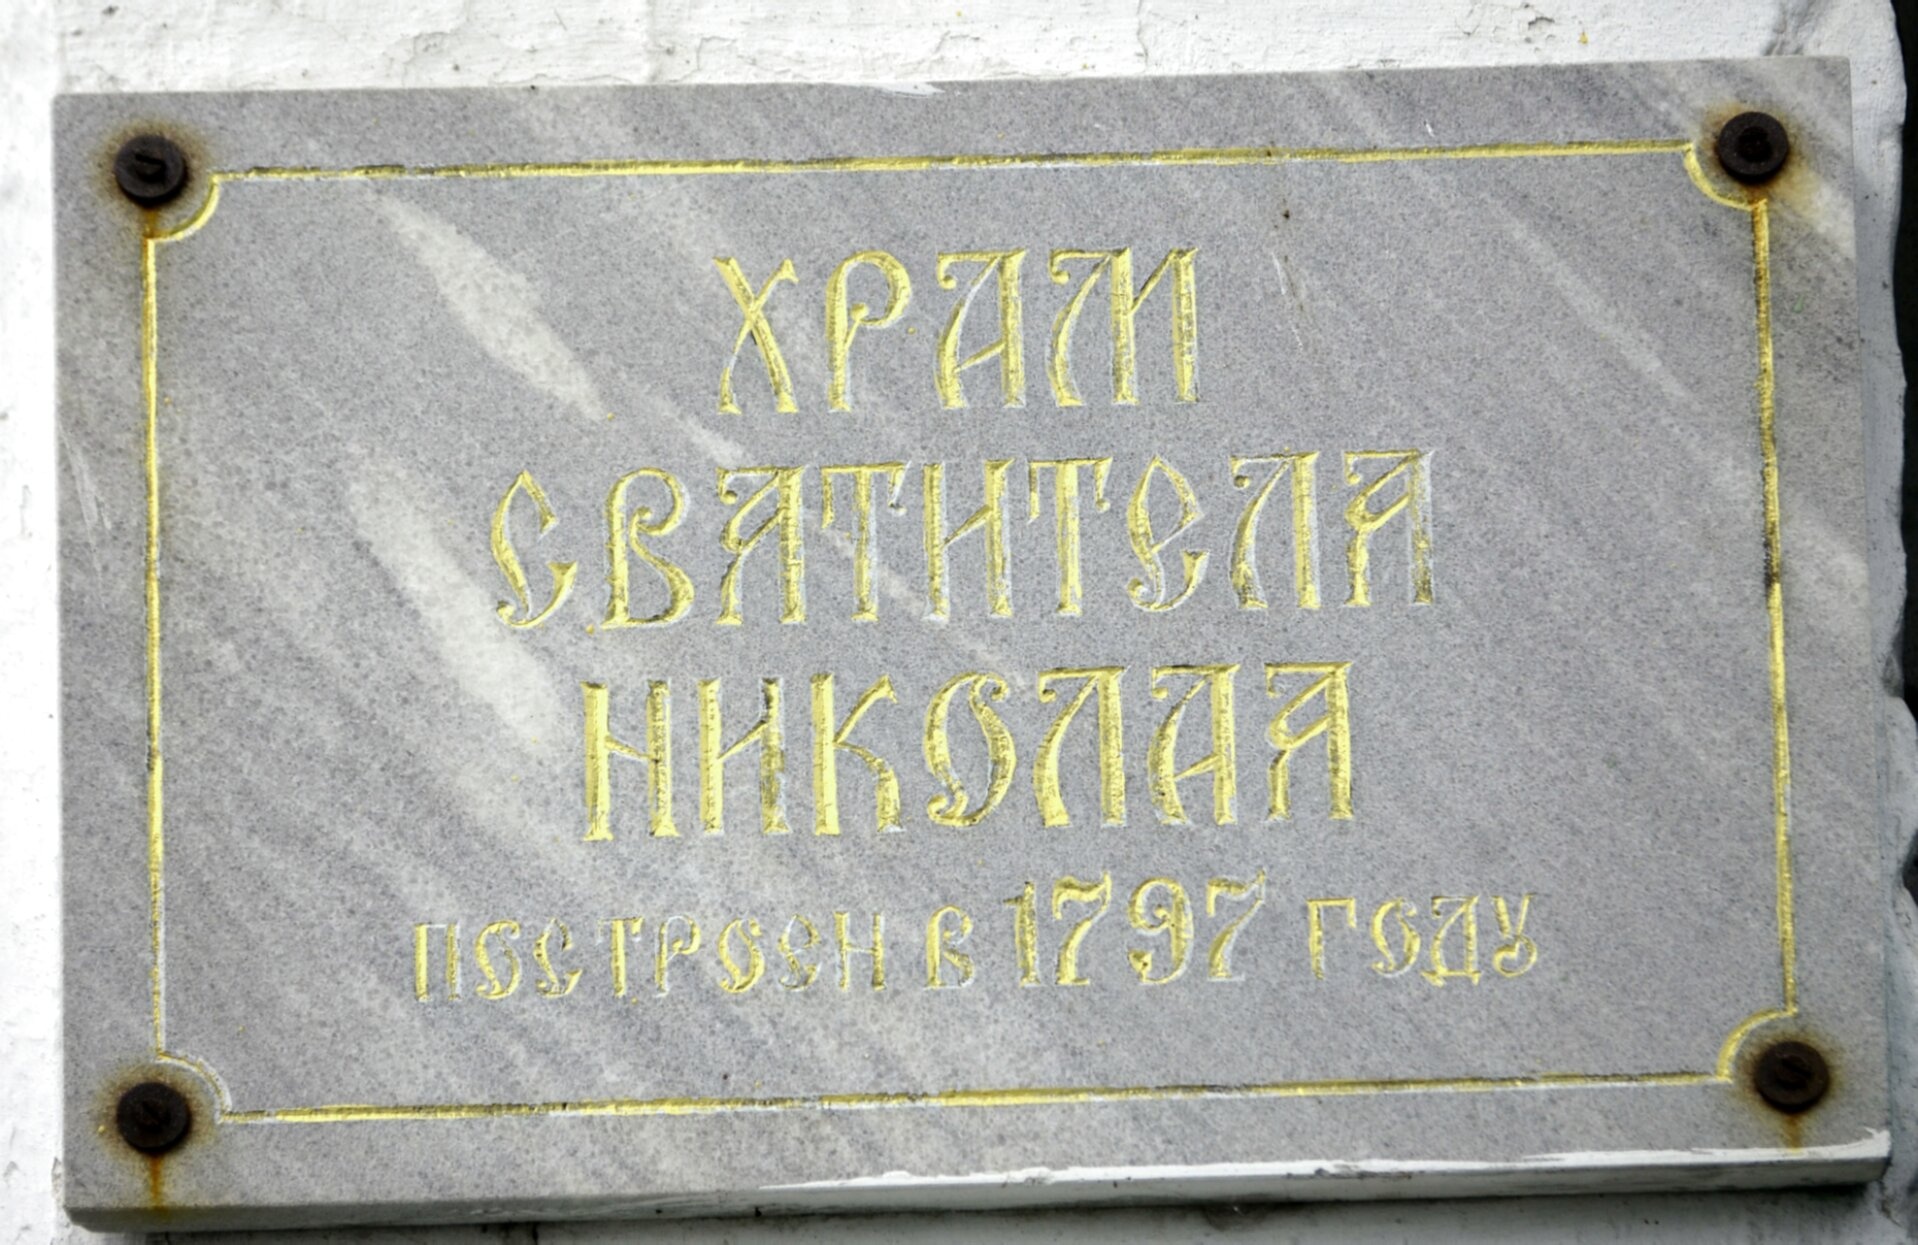 ХРАМ
СВЯТИТЕЛЯ
НИКОЛАЯ
ПОСТРОЕН В 1797 ГОДУ